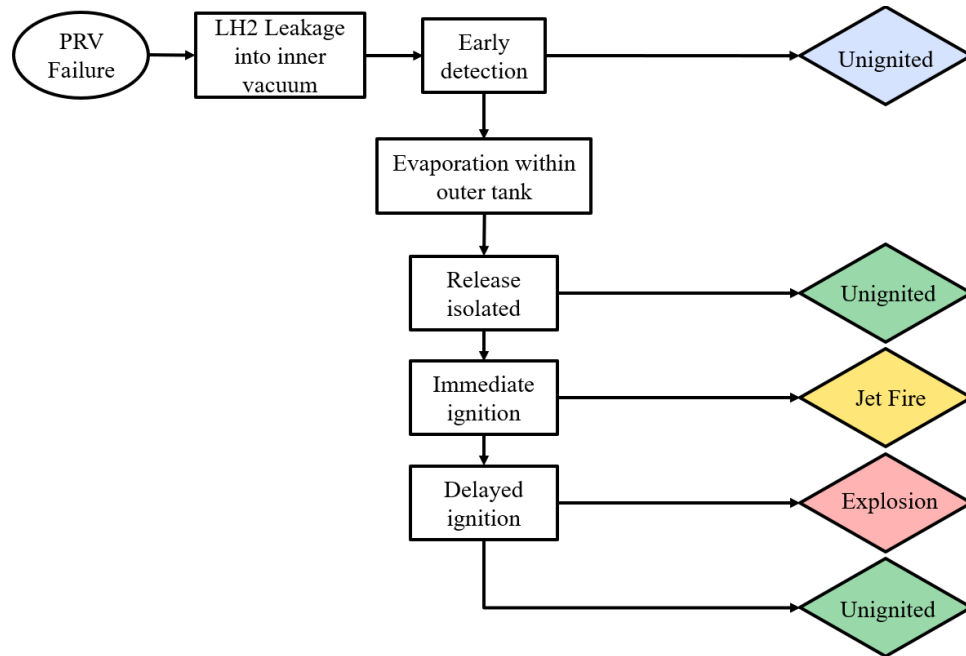 PRV
Failure
LH2 Leakage
into inner
vacuum
Early
detection
Unignited
Evaporation within
outer tank
Release
isolated
Unignited
Immediate
ignition
Jet Fire
Delayed
ignition
Explosion
Unignited